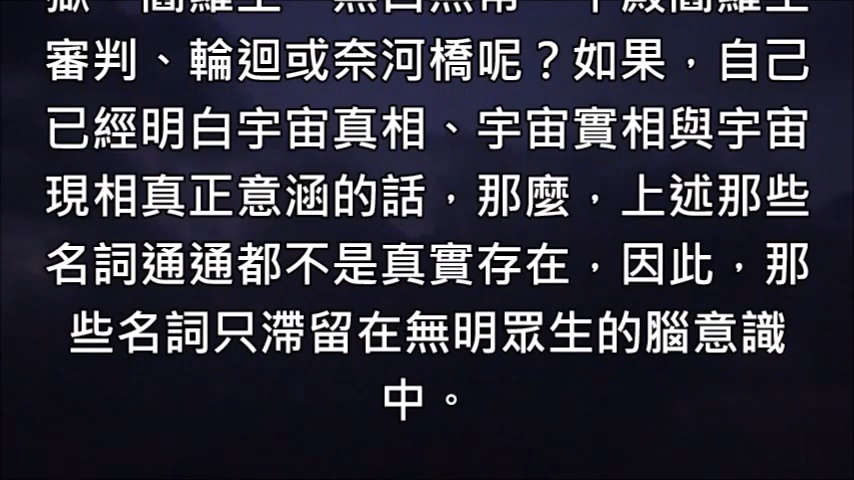 審判、輪迴或奈河橋呢？如果，自己
已經明白宇宙真相、宇宙實相與宇宙
現相真正意涵的話，那麼，上述那些
名詞通通都不是真實存在，因此，那
些名詞只滯留在無明眾生的腦意識
中。